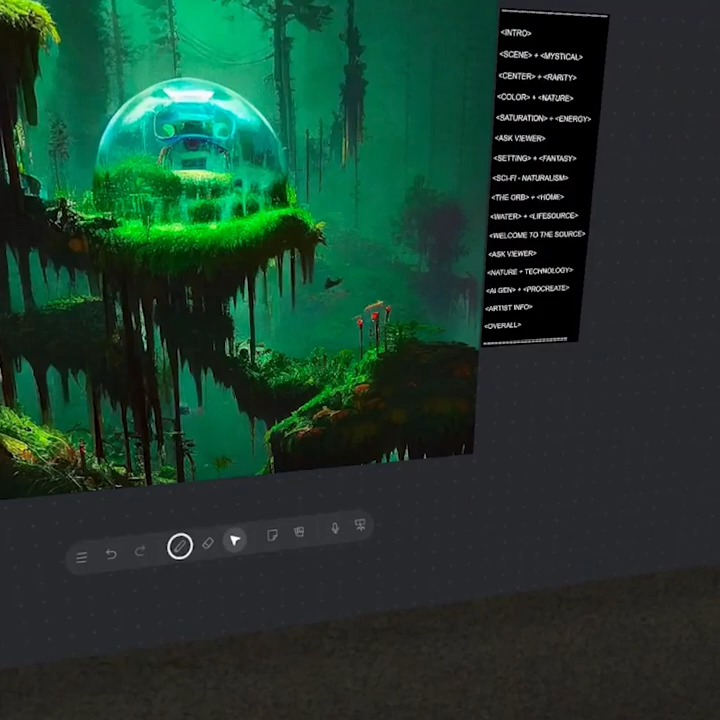 <INTRO>
<SCENE> + <MYSTICAL>
<CENTER> + <RARITY>
<COLOR> + <NATURE>
<SATURATION> + <ENERGY>
<ASK VIEWER>
<SETTING> + <FANTASY>
<SCI-FI - NATURALISM>
<THE ORB> + <HOME>
<WATER> + <LIFESOURCE>
<WELCOME TO THE SOURCE>
<ASK VIEWER>
<NATURE + TECHNOLOGY>
<AI GEN> + <PROCREATE>
<ARTIST INFO>
<OVERALL>